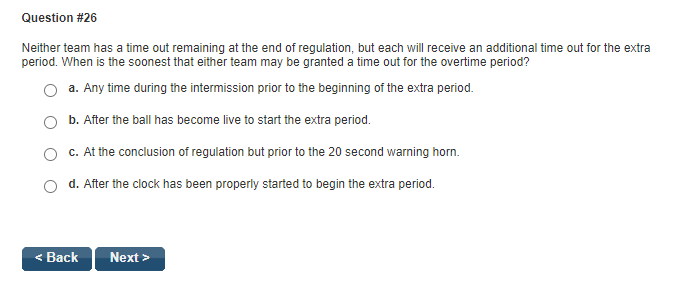 Question #26
Neither team has a time out remaining at the end of regulation, but each will receive an additional time out for the extra
period. When is the soonest that either team may be granted a time out for the overtime period?
a. Any time during the intermission prior to the beginning of the extra period.
b. After the ball has become live to start the extra period.
c. At the conclusion of regulation but prior to the 20 second warning horn.
d. After the clock has been properly started to begin the extra period.
< Back Next >